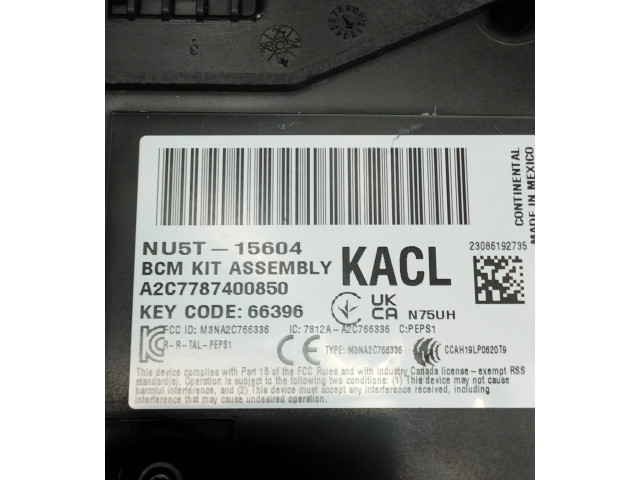 CONTINENTAL
MADE IN MEXICO
NU5T-15604
BCM KIT ASSEMBLY
A2C7787400850
KEY CODE: 66396
KACL
23086192735
UK
CA
N75UH
FCC ID: M3NA2C766336 IC: 7812A-A2C766336 C:PEPS1
R-R-TAL-PEPS1
CE
TYPE: M3NA2C766336
CCAH19LP0620T9
This device complies with Part 15 of the FCC Rules and with Industry Canada license - exempt RSS
standard(s). Operation is subject to the following two conditions: (1) This device may not cause
harmful interference, and (2) This device must accept any interference received, including
interference that may cause undesired operation.